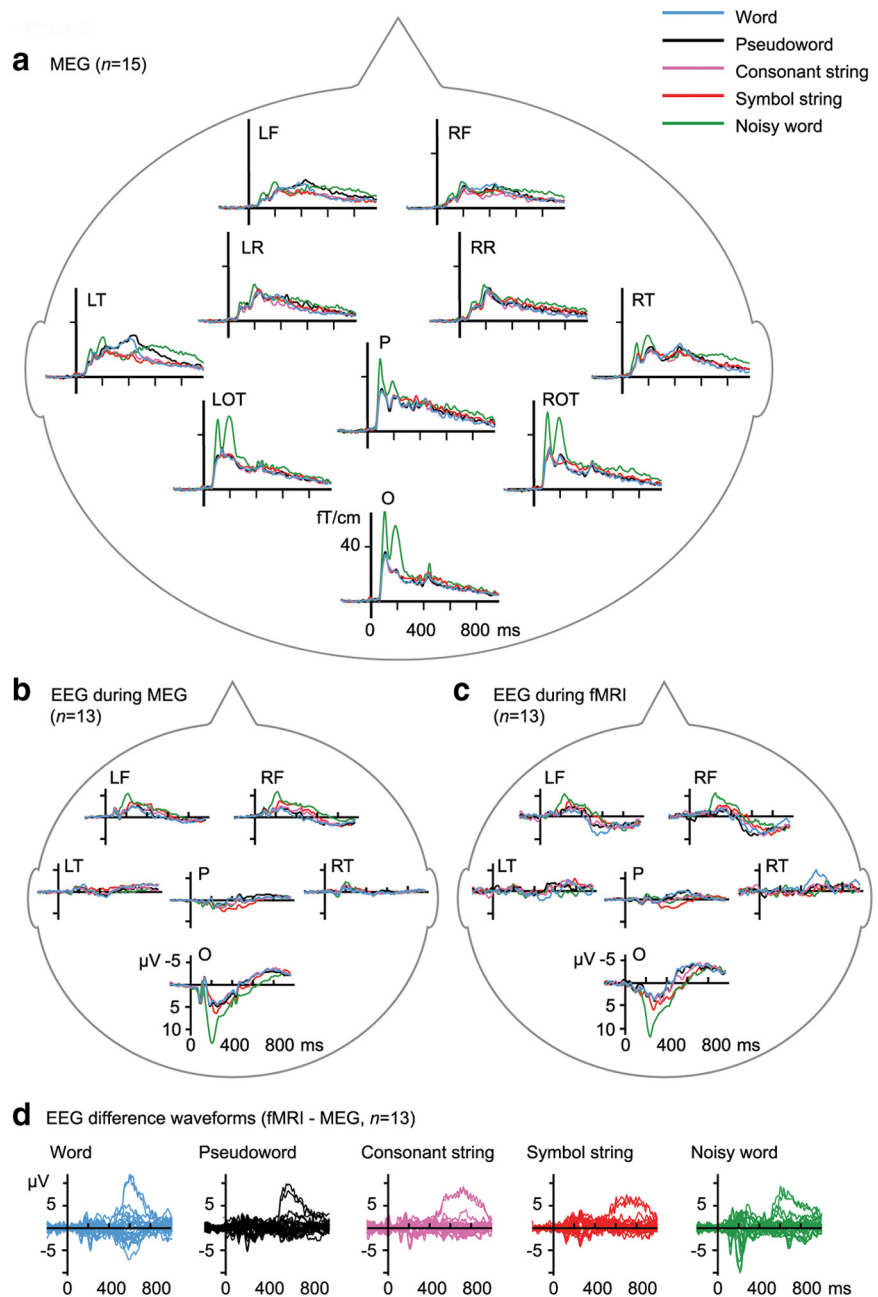 Word
Pseudoword
Consonant string
Symbol string
Noisy word
a MEG (n=15)
LF RF
LR RR
LT RT
P
LOT ROT
O
fT/cm
40
0 400 800 ms
b EEG during MEG
(n=13)
LF RF
LT P RT
µV -5 O
5
10
0 400 800 ms
c EEG during fMRI
(n=13)
LF RF
LT P RT
µV -5 O
5
10
0 400 800 ms
d EEG difference waveforms (fMRI - MEG, n=13)
Word Pseudoword Consonant string Symbol string Noisy word
µV
5 5 5 5 5
-5 -5 -5 -5 -5
0 400 800 0 400 800 0 400 800 0 400 800 0 400 800 ms